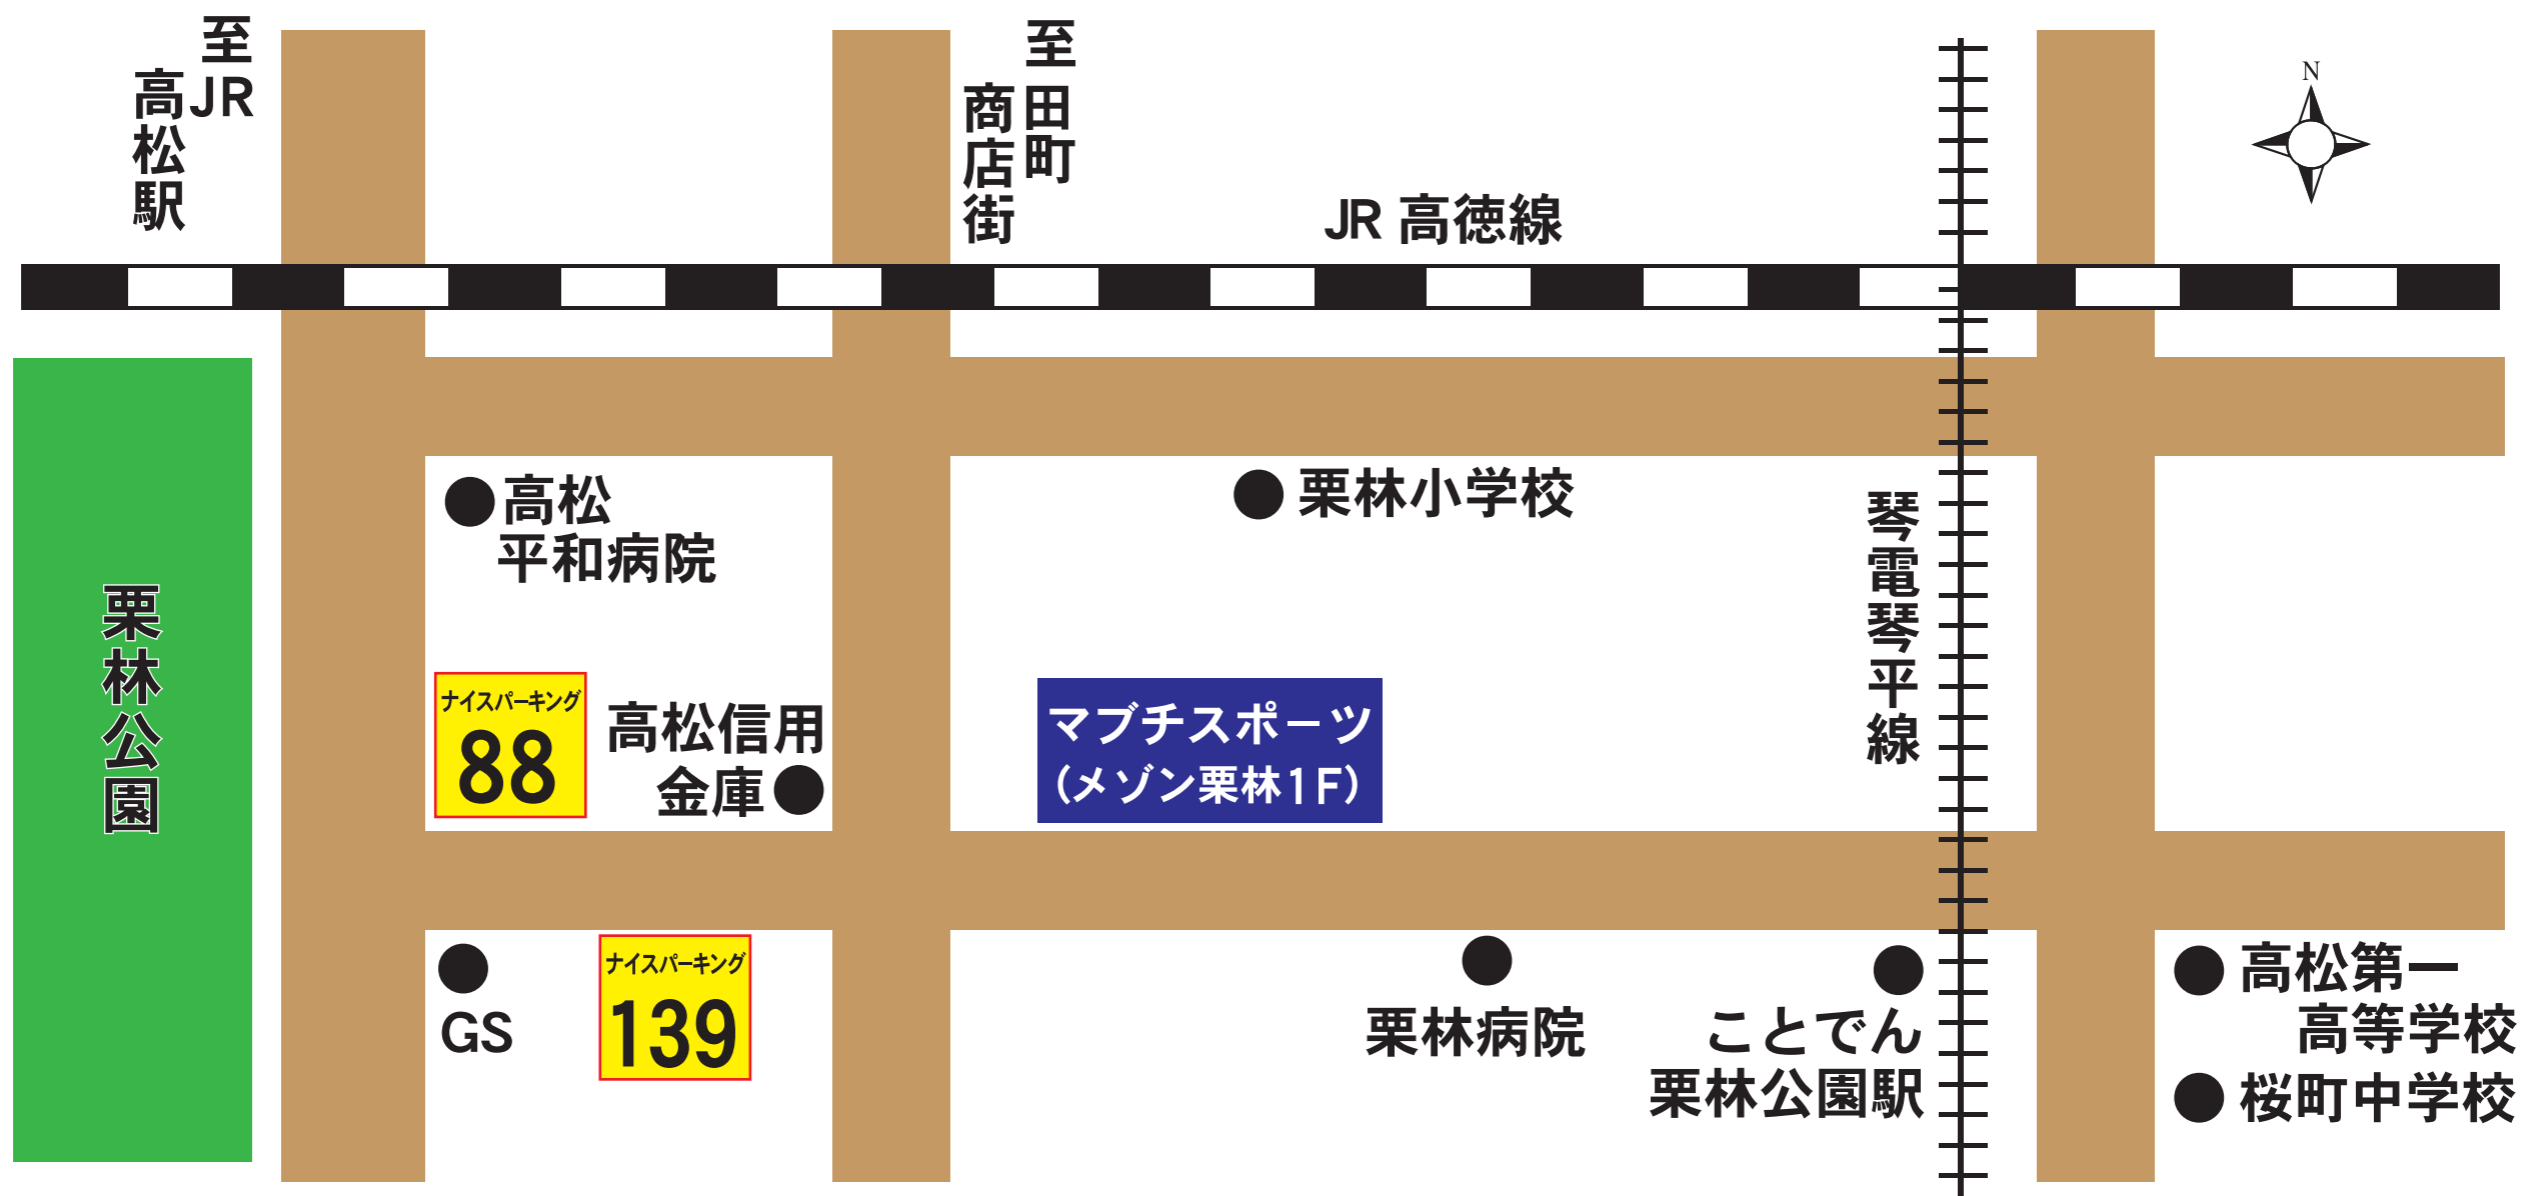 至JR
高松駅
至田町
商店街
N
JR 高徳線
高松
平和病院
栗林小学校
琴電琴平線
栗林公園
ナイスパーキング
88
高松信用
金庫
マブチスポーツ
(メゾン栗林1F)
GS
ナイスパーキング
139
栗林病院
ことでん
栗林公園駅
高松第一
高等学校
桜町中学校